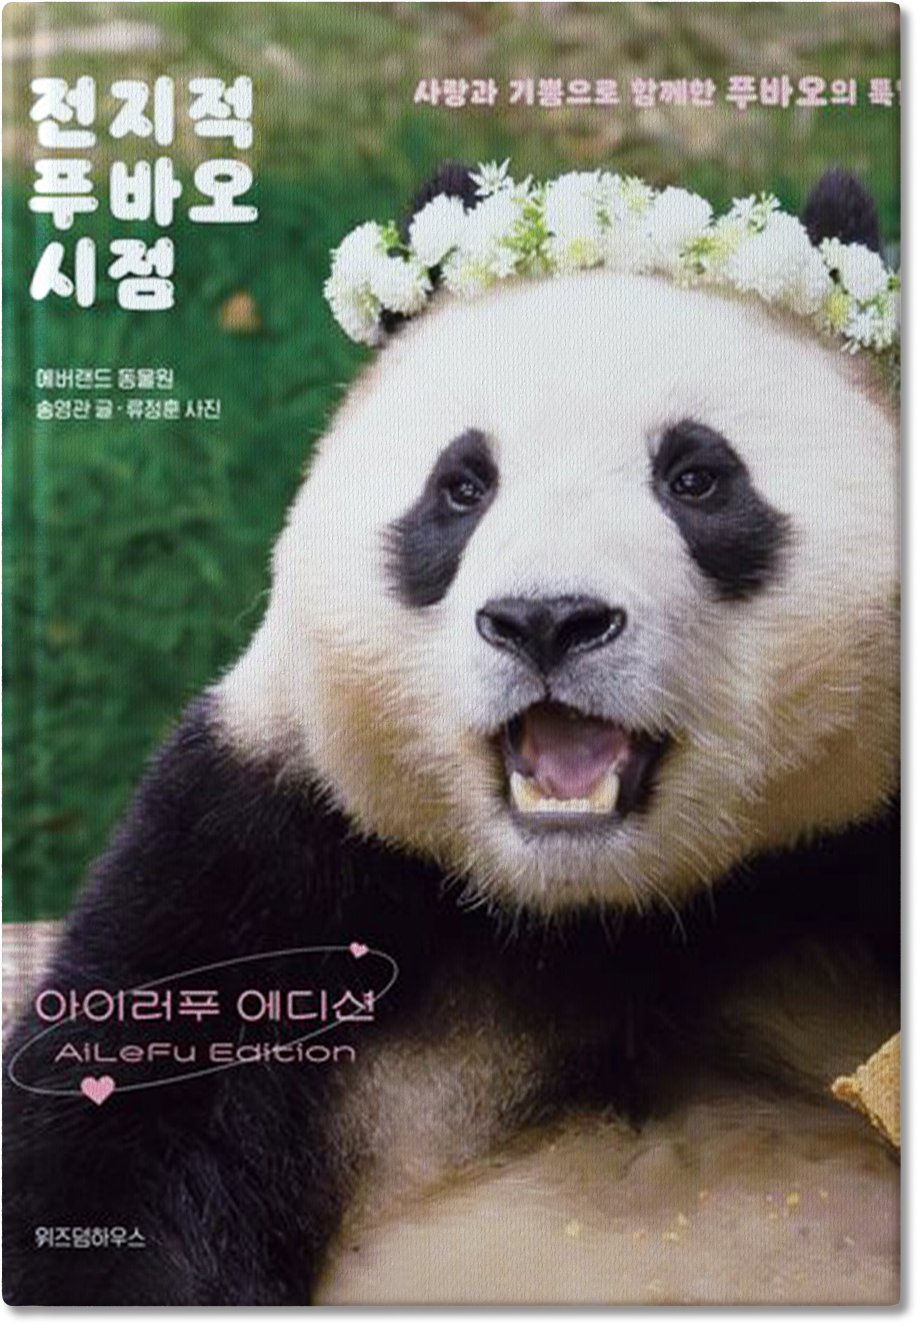 전지적
푸바오
시점
사랑과 기쁨으로 함께한 푸바오의
에버랜드 동물원
송영관 글·류정훈 사진
아이러푸 에디션
AiLeFu Edition
위즈덤하우스